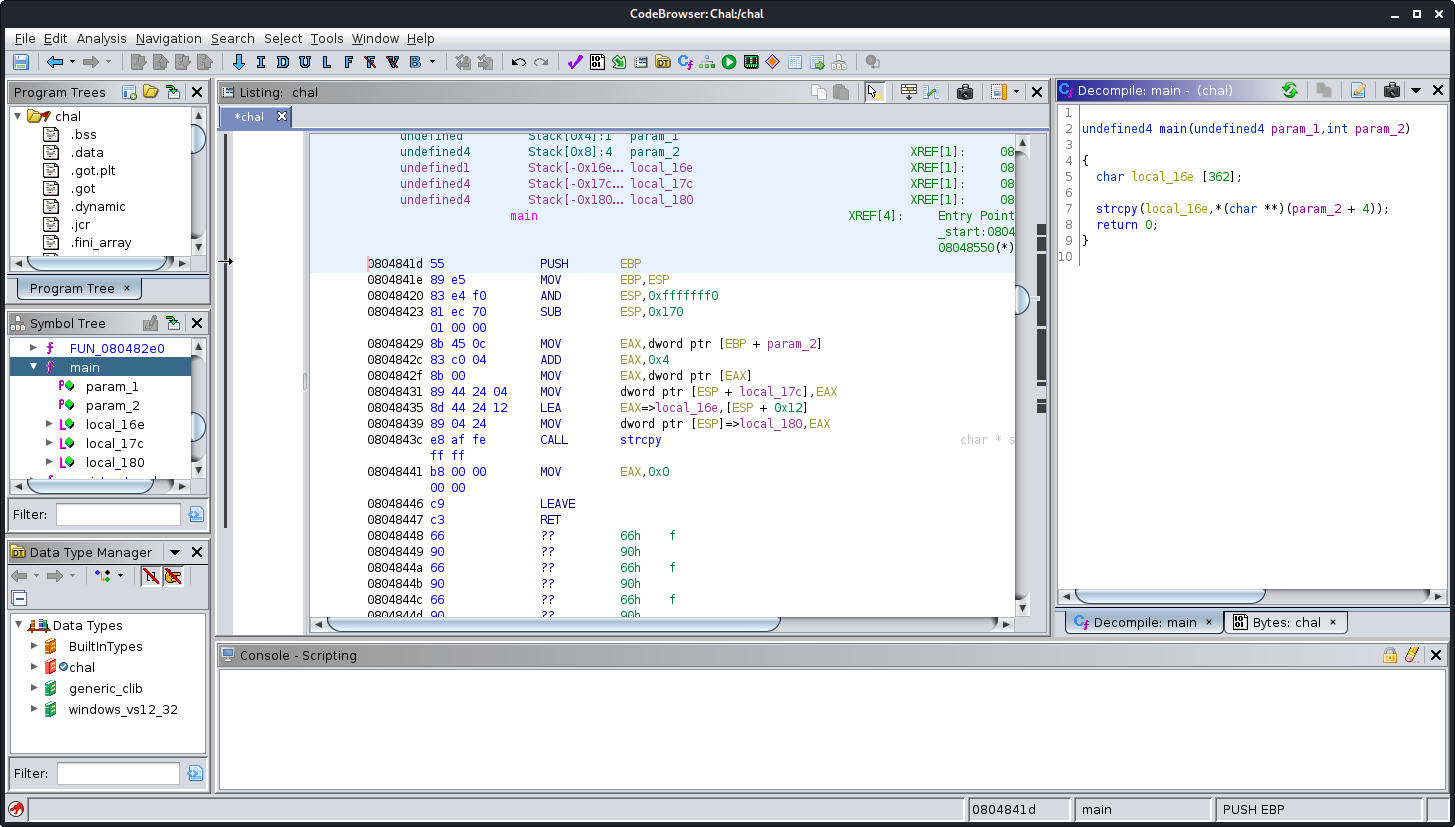 CodeBrowser: Chal:/chal
File Edit Analysis Navigation Search Select Tools Window Help
I D U L F B
Program Trees
chal
.bss
.data
.got.plt
.got
.dynamic
.jcr
.fini_array
Program Tree ×
Symbol Tree
FUN_080482e0
main
param_1
param_2
local_16e
local_17c
local_180
Filter:
Data Type Manager
Data Types
BuiltInTypes
chal
generic_clib
windows_vs12_32
Filter:
Listing: chal
*chal
undefined Stack[0x4]:1 param_1
undefined4 Stack[0x8]:4 param_2 XREF[1]: 08
undefined1 Stack[-0x16e... local_16e XREF[1]: 08
undefined4 Stack[-0x17c... local_17c XREF[1]: 08
undefined4 Stack[-0x180... local_180 XREF[1]: 08
main XREF[4]: Entry Point
_start:0804
08048550(*)
0804841d 55 PUSH EBP
0804841e 89 e5 MOV EBP,ESP
08048420 83 e4 f0 AND ESP,0xfffffff0
08048423 81 ec 70 SUB ESP,0x170
01 00 00
08048429 8b 45 0c MOV EAX,dword ptr [EBP + param_2]
0804842c 83 c0 04 ADD EAX,0x4
0804842f 8b 00 MOV EAX,dword ptr [EAX]
08048431 89 44 24 04 MOV dword ptr [ESP + local_17c],EAX
08048435 8d 44 24 12 LEA EAX=>local_16e,[ESP + 0x12]
08048439 89 04 24 MOV dword ptr [ESP]=>local_180,EAX
0804843c e8 af fe CALL strcpy char * s
ff ff
08048441 b8 00 00 MOV EAX,0x0
00 00
08048446 c9 LEAVE
08048447 c3 RET
08048448 66 ?? 66h f
08048449 90 ?? 90h
0804844a 66 ?? 66h f
0804844b 90 ?? 90h
0804844c 66 ?? 66h f
0804844d 90 ?? 90h
Decompile: main - (chal)
1
2 undefined4 main(undefined4 param_1,int param_2)
3
4 {
5 char local_16e [362];
6
7 strcpy(local_16e,*(char **)(param_2 + 4));
8 return 0;
9 }
10
Decompile: main × Bytes: chal ×
Console - Scripting
0804841d main PUSH EBP